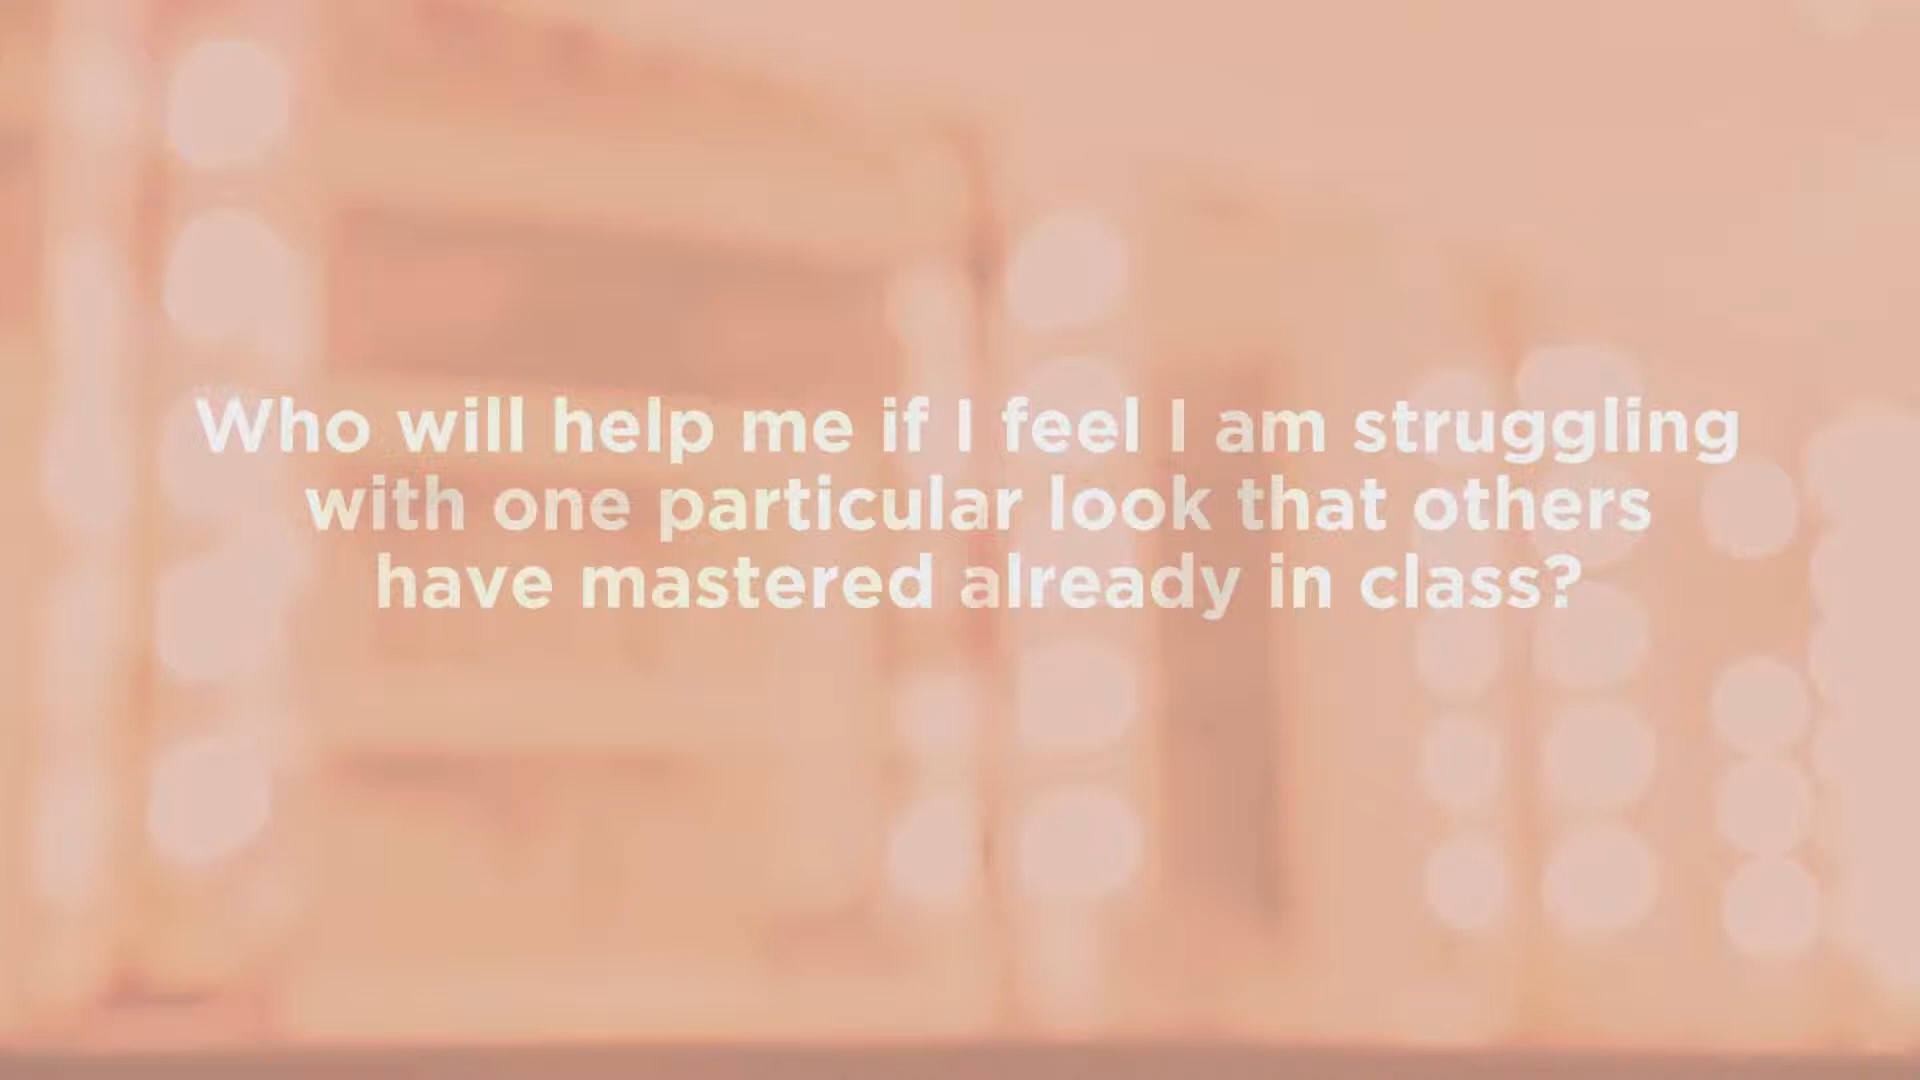 Who will help me if I feel I am struggling
with one particular look that others
have mastered already in class?